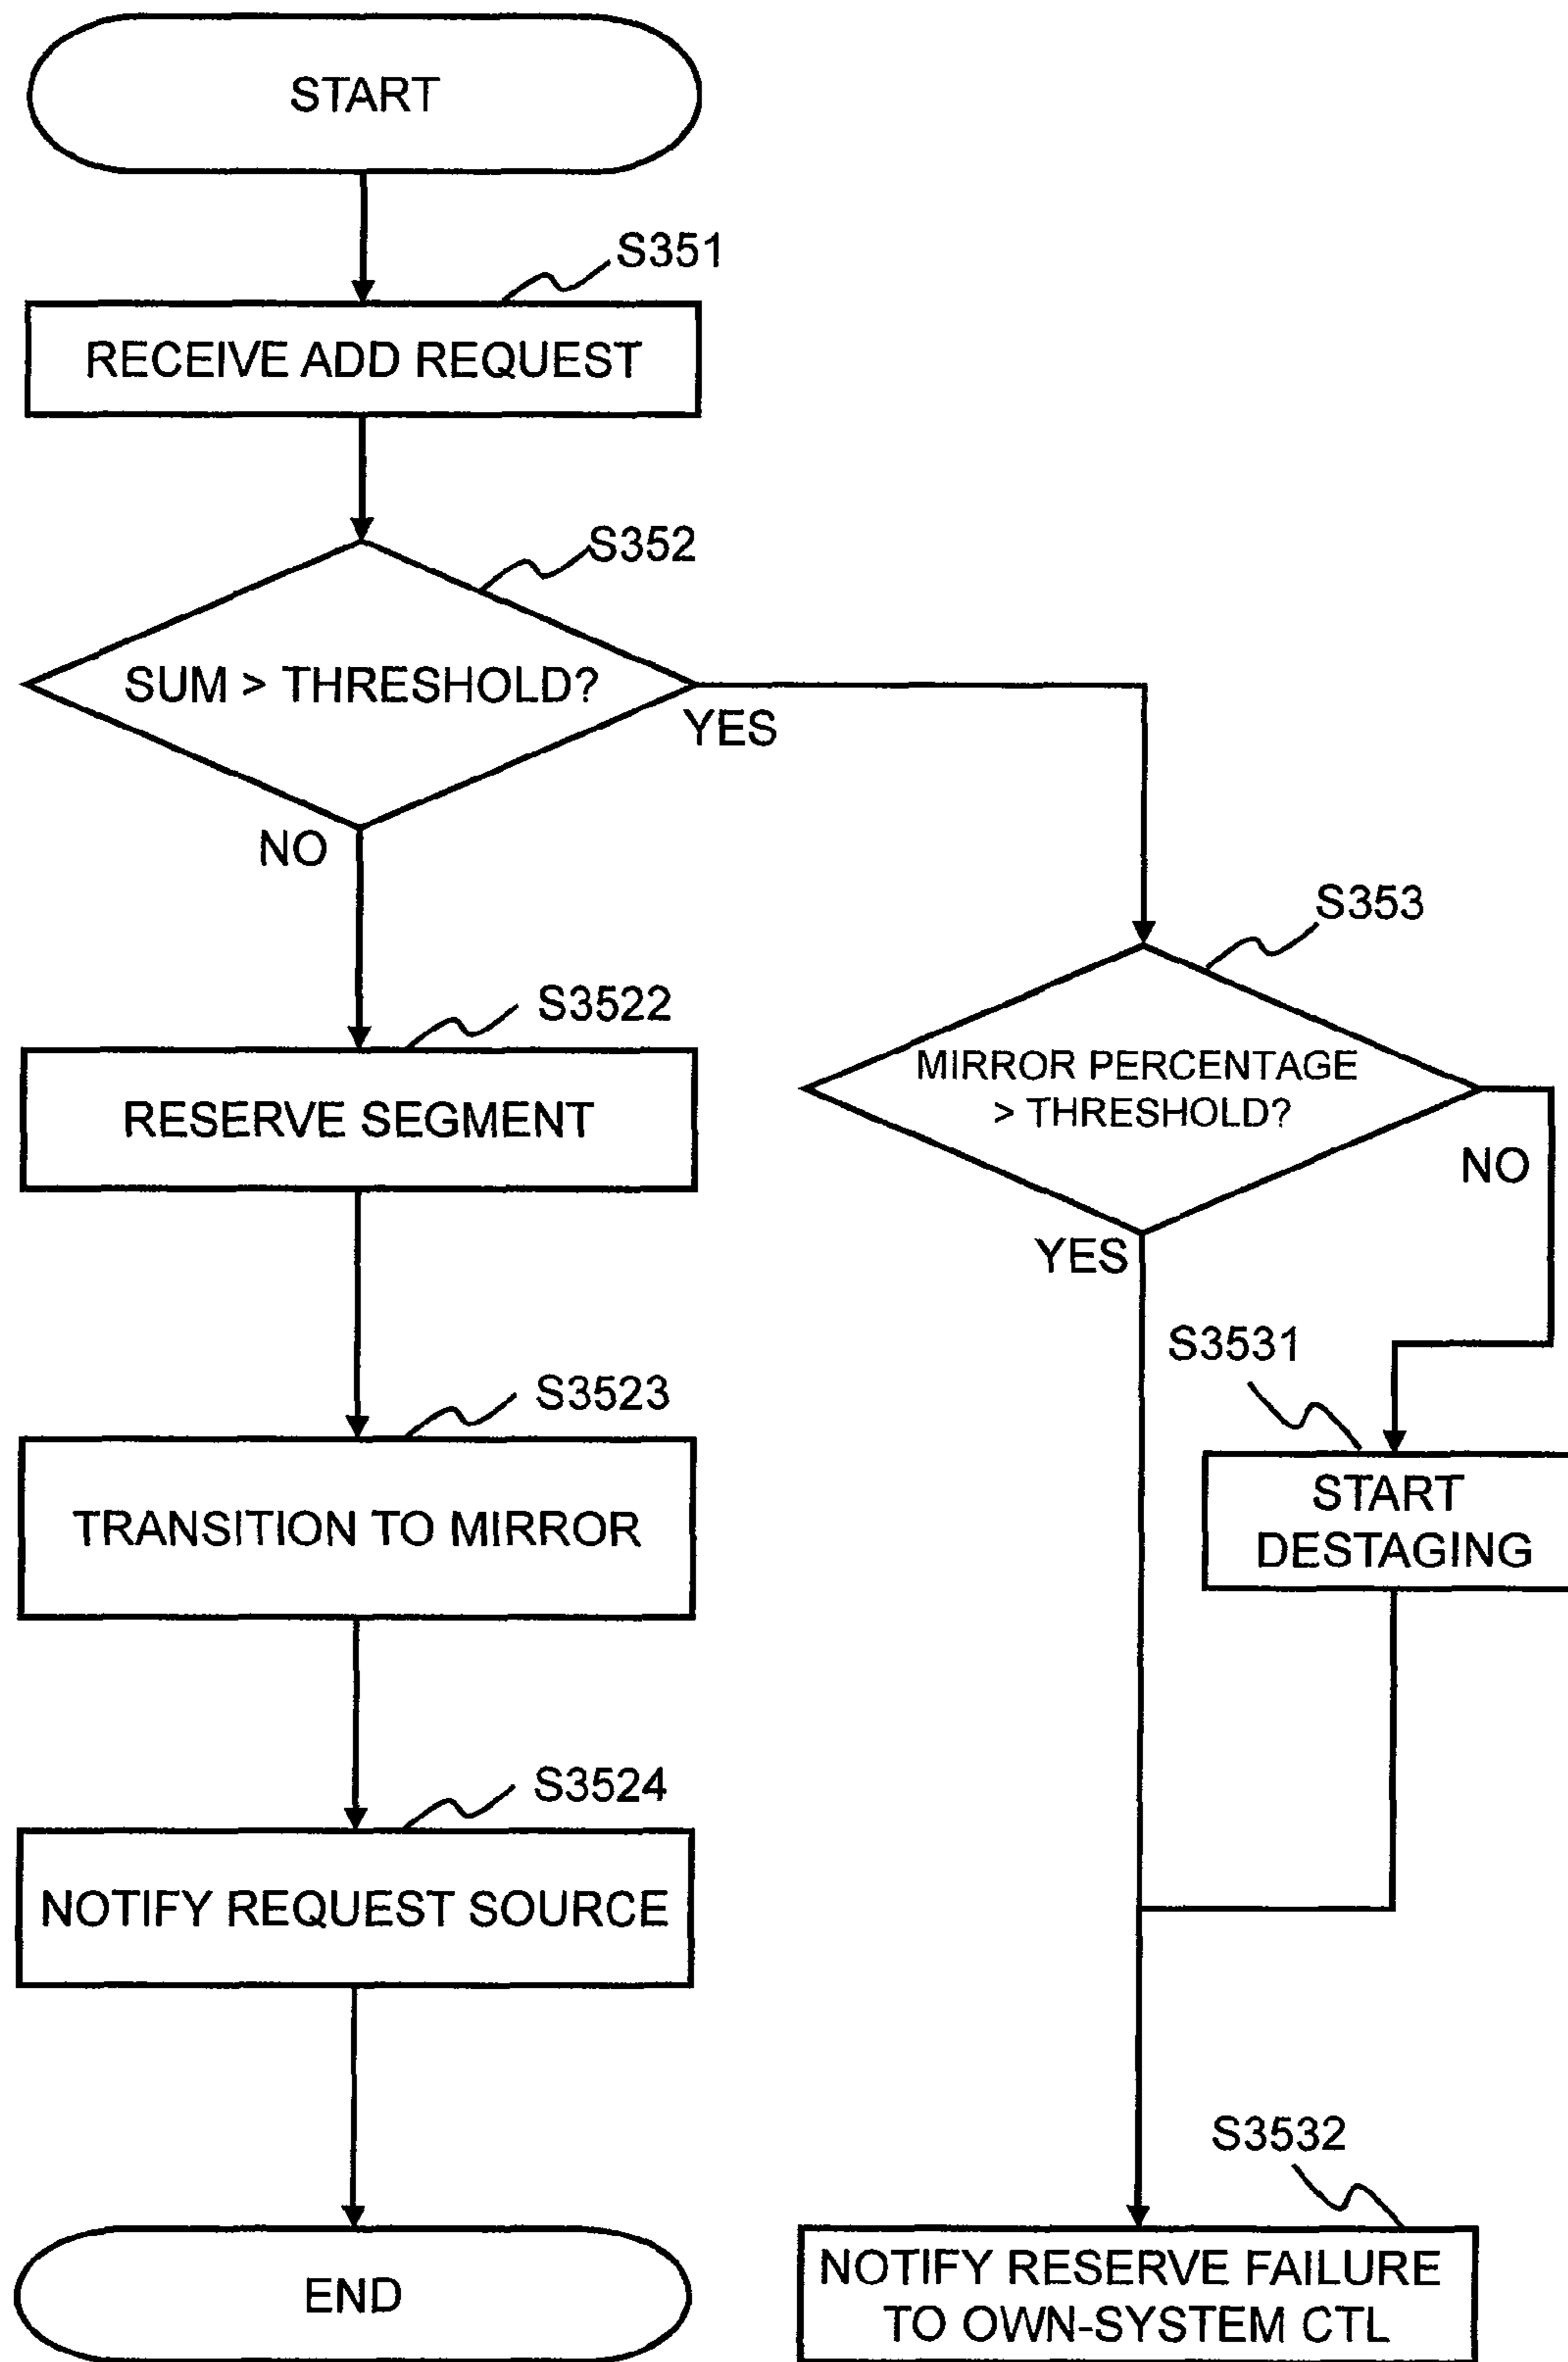 START
S351
RECEIVE ADD REQUEST
S352
SUM > THRESHOLD?
YES
NO
S353
MIRROR PERCENTAGE
> THRESHOLD?
NO
YES
S3522
RESERVE SEGMENT
S3531
START
DESTAGING
S3523
TRANSITION TO MIRROR
S3524
NOTIFY REQUEST SOURCE
S3532
NOTIFY RESERVE FAILURE
TO OWN-SYSTEM CTL
END